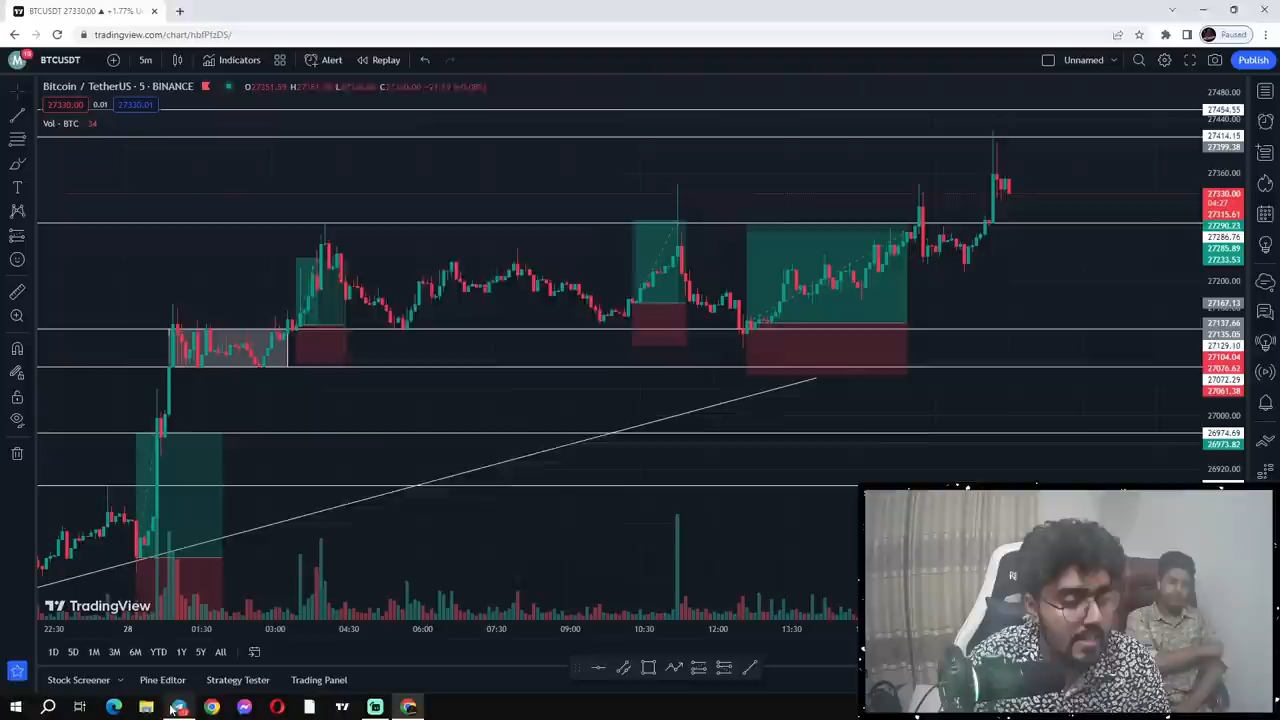 BTCUSDT 27330.00 ▲ +1.77% U
tradingview.com/chart/hbfPfzDS/
Paused
M
BTCUSDT
5m
Indicators
Alert
Replay
Unnamed
Publish
Bitcoin / TetherUS · 5 · BINANCE
27330.00 0.01 27330.01
Vol · BTC 34
27480.00
27454.55
27440.00
27414.15
27399.38
27360.00
27330.00
04:27
27315.61
27290.73
27286.76
27285.89
27233.53
27200.00
27167.13
27137.66
27135.05
27129.10
27104.04
27076.62
27072.29
27061.38
27000.00
26974.69
26973.82
26920.00
TradingView
22:30 28 01:30 03:00 04:30 06:00 07:30 09:00 10:30 12:00 13:30
1D 5D 1M 3M 6M YTD 1Y 5Y All
Stock Screener Pine Editor Strategy Tester Trading Panel